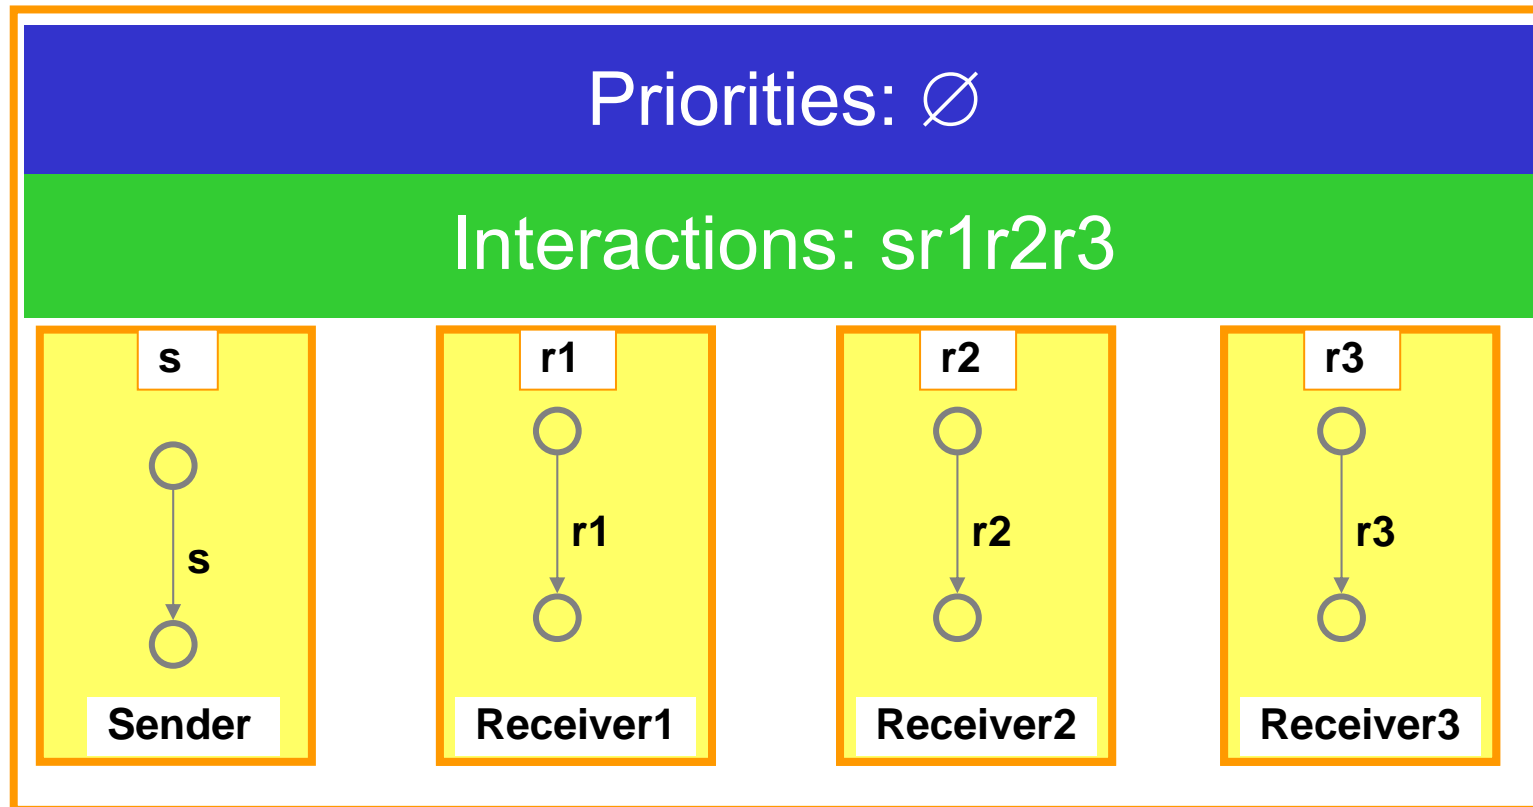 Priorities: ∅
Interactions: sr1r2r3
s r1 r2 r3
r1 r2 r3
s
Sender Receiver1 Receiver2 Receiver3